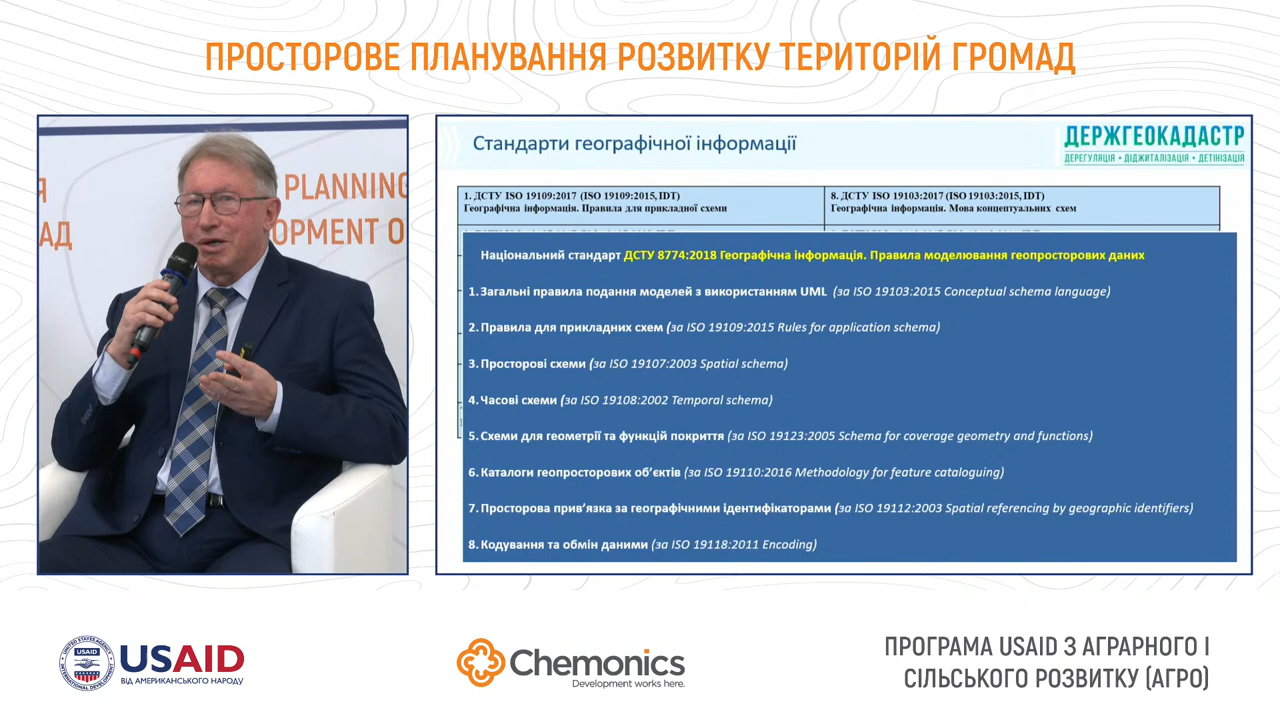 ПРОСТОРОВЕ ПЛАНУВАННЯ РОЗВИТКУ ТЕРИТОРІЙ ГРОМАД
Я
АД
PLANNING
OPMENT O
Стандарти географічної інформації
ДЕРЖГЕОКАДАСТР
ДЕРЕГУЛЯЦІЯ • ДІДЖИТАЛІЗАЦІЯ • ДЕТІНІЗАЦІЯ
1. ДСТУ ISO 19109:2017 (ISO 19109:2015, IDT)
Географічна інформація. Правила для прикладної схеми
8. ДСТУ ISO 19103:2017 (ISO 19103:2015, IDT)
Географічна інформація. Мова концептуальних схем
Національний стандарт ДСТУ 8774:2018 Географічна інформація. Правила моделювання геопросторових даних
1. Загальні правила подання моделей з використанням UML (за ISO 19103:2015 Conceptual schema language)
2. Правила для прикладних схем (за ISO 19109:2015 Rules for application schema)
3. Просторові схеми (за ISO 19107:2003 Spatial schema)
4. Часові схеми (за ISO 19108:2002 Temporal schema)
5. Схеми для геометрії та функцій покриття (за ISO 19123:2005 Schema for coverage geometry and functions)
6. Каталоги геопросторових об’єктів (за ISO 19110:2016 Methodology for feature cataloguing)
7. Просторова прив’язка за географічними ідентифікаторами (за ISO 19112:2003 Spatial referencing by geographic identifiers)
8. Кодування та обмін даними (за ISO 19118:2011 Encoding)
UNITED STATES AGENCY
USAID
INTERNATIONAL DEVELOPMENT
USAID
ВІД АМЕРИКАНСЬКОГО НАРОДУ
Chemonics
Development works here.
ПРОГРАМА USAID З АГРАРНОГО І
СІЛЬСЬКОГО РОЗВИТКУ (АГРО)